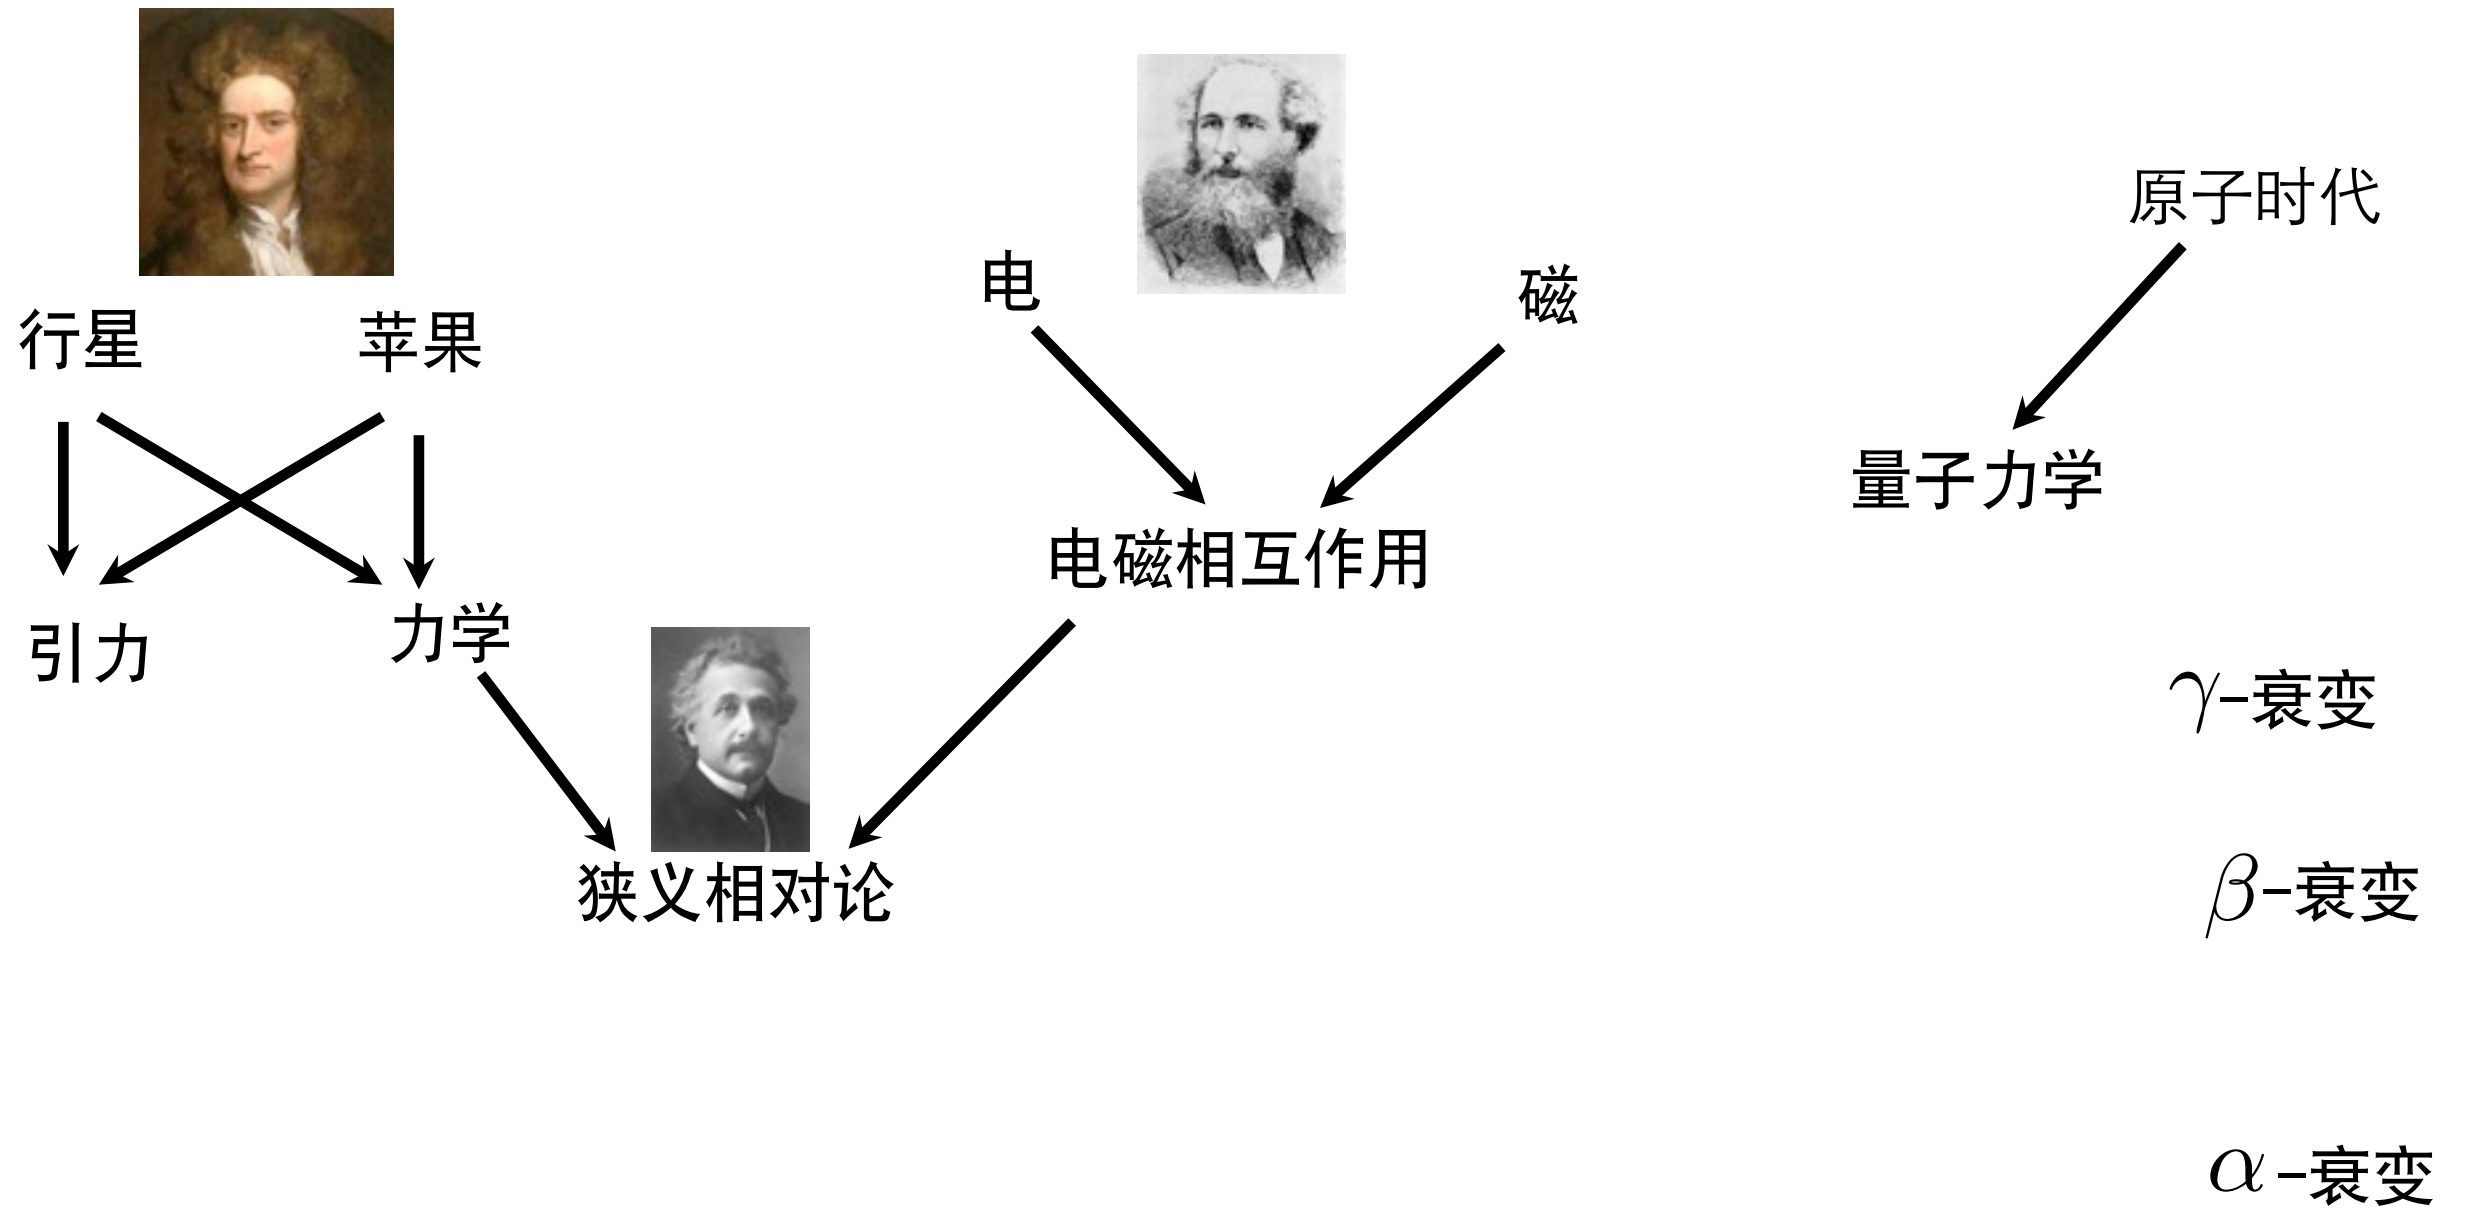 原子时代
电
磁
行星
苹果
量子力学
电磁相互作用
力学
引力
γ-衰变
狭义相对论
β-衰变
α-衰变